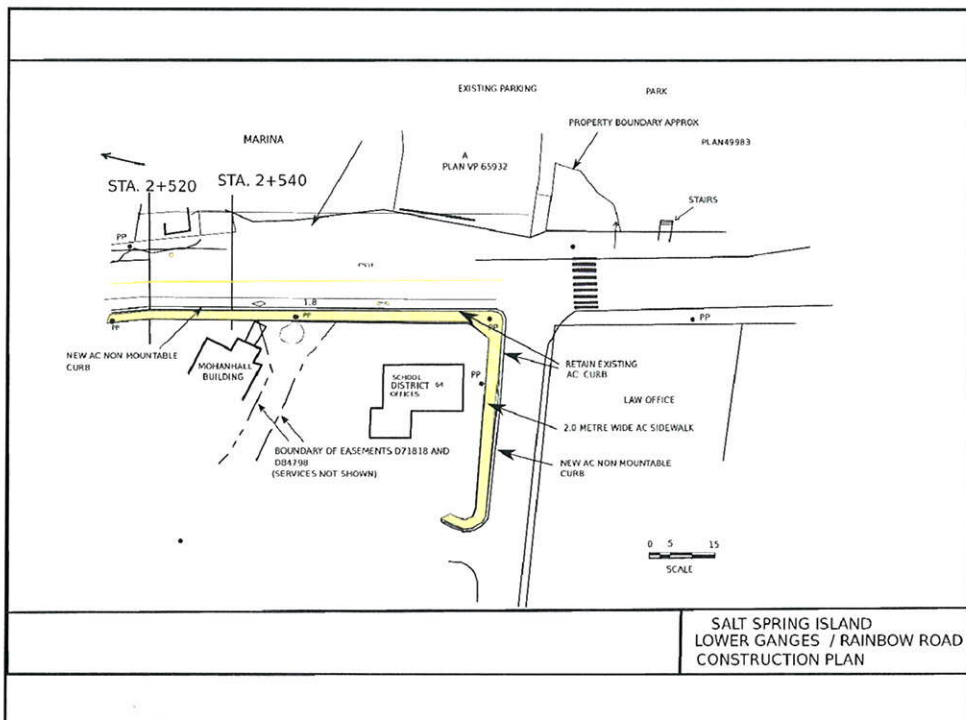 EXISTING PARKING
PARK
PROPERTY BOUNDARY APPROX
MARINA
PLAN49983
A
PLAN VP 65932
STA. 2+520
STA. 2+540
STAIRS
PP
1.8
PP
PP
PP
PP
NEW AC NON MOUNTABLE
CURB
MOHANHALL
BUILDING
RETAIN EXISTING
AC CURB
PP
SCHOOL
DISTRICT 64
OFFICES
LAW OFFICE
2.0 METRE WIDE AC SIDEWALK
BOUNDARY OF EASEMENTS D71818 AND
D84798
(SERVICES NOT SHOWN)
NEW AC NON MOUNTABLE
CURB
0 5 15
SCALE
SALT SPRING ISLAND
LOWER GANGES / RAINBOW ROAD
CONSTRUCTION PLAN